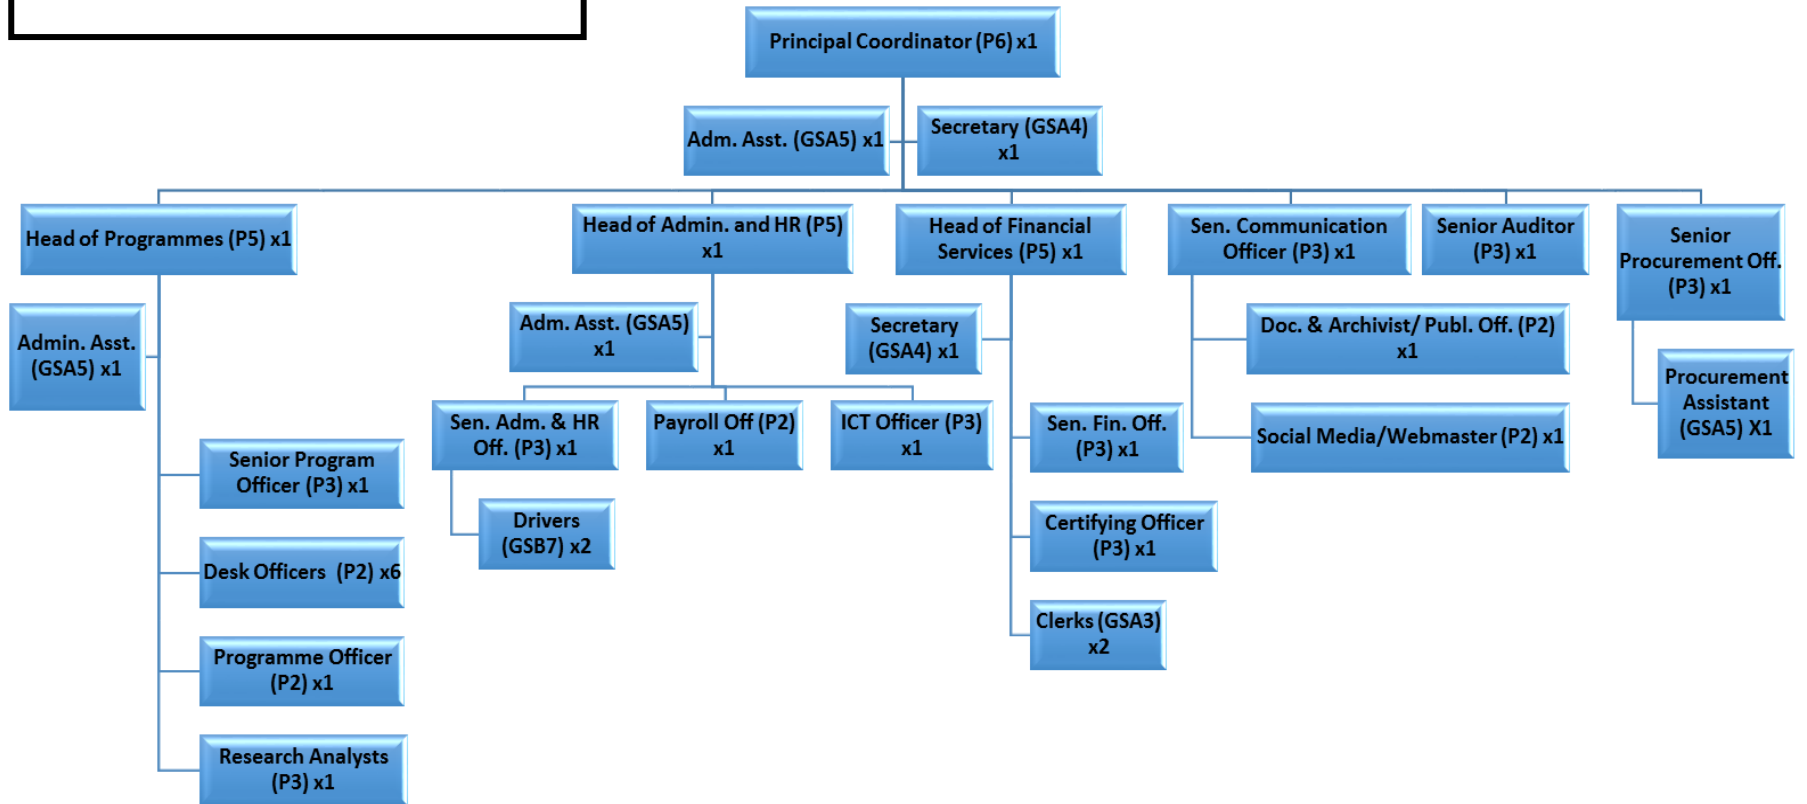 Principal Coordinator (P6) x1
Adm. Asst. (GSA5) x1
Secretary (GSA4)
x1
Head of Programmes (P5) x1
Head of Admin. and HR (P5)
x1
Head of Financial
Services (P5) x1
Sen. Communication
Officer (P3) x1
Senior Auditor
(P3) x1
Senior
Procurement Off.
(P3) x1
Admin. Asst.
(GSA5) x1
Adm. Asst. (GSA5)
x1
Secretary
(GSA4) x1
Doc. & Archivist/ Publ. Off. (P2)
x1
Procurement
Assistant
(GSA5) X1
Sen. Adm. & HR
Off. (P3) x1
Payroll Off (P2)
x1
ICT Officer (P3)
x1
Sen. Fin. Off.
(P3) x1
Social Media/Webmaster (P2) x1
Senior Program
Officer (P3) x1
Drivers
(GSB7) x2
Certifying Officer
(P3) x1
Desk Officers  (P2) x6
Clerks (GSA3)
x2
Programme Officer
(P2) x1
Research Analysts
(P3) x1